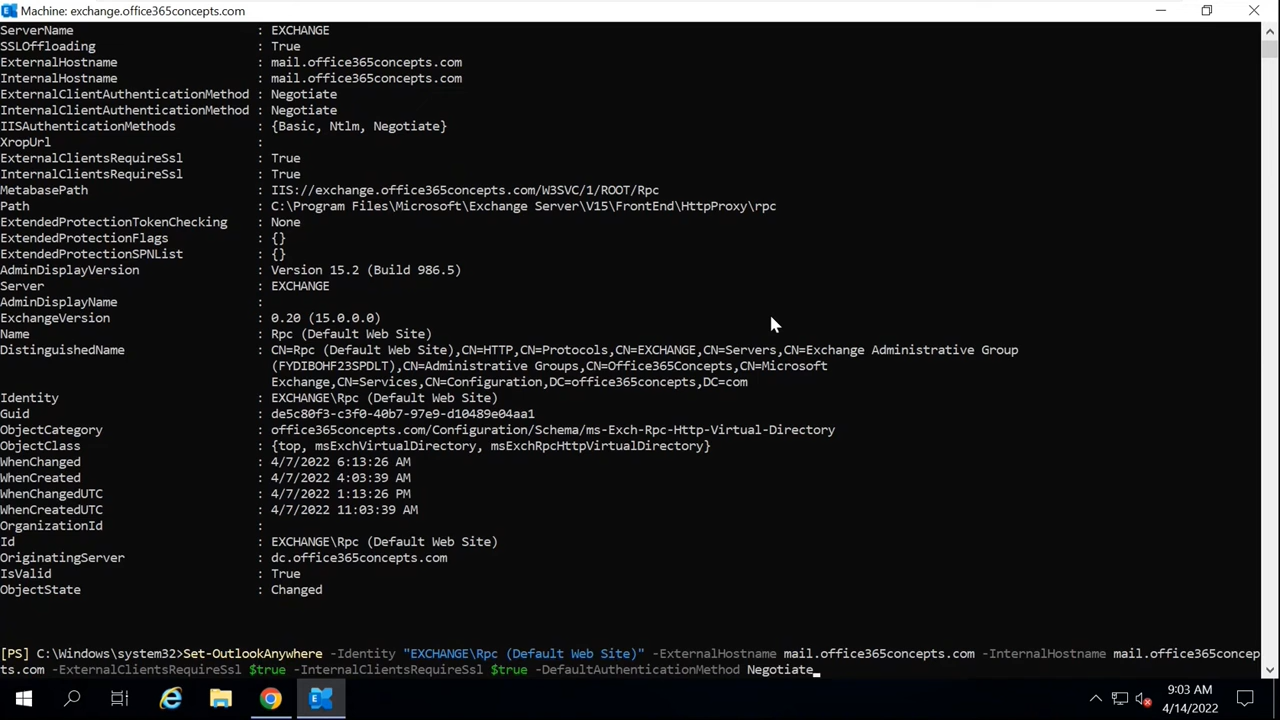 Machine: exchange.office365concepts.com
ServerName : EXCHANGE
SSLOffloading : True
ExternalHostname : mail.office365concepts.com
InternalHostname : mail.office365concepts.com
ExternalClientAuthenticationMethod : Negotiate
InternalClientAuthenticationMethod : Negotiate
IISAuthenticationMethods : {Basic, Ntlm, Negotiate}
XropUrl :
ExternalClientsRequireSsl : True
InternalClientsRequireSsl : True
MetabasePath : IIS://exchange.office365concepts.com/W3SVC/1/ROOT/Rpc
Path : C:\Program Files\Microsoft\Exchange Server\V15\FrontEnd\HttpProxy\rpc
ExtendedProtectionTokenChecking : None
ExtendedProtectionFlags : {}
ExtendedProtectionSPNList : {}
AdminDisplayVersion : Version 15.2 (Build 986.5)
Server : EXCHANGE
AdminDisplayName :
ExchangeVersion : 0.20 (15.0.0.0)
Name : Rpc (Default Web Site)
DistinguishedName : CN=Rpc (Default Web Site),CN=HTTP,CN=Protocols,CN=EXCHANGE,CN=Servers,CN=Exchange Administrative Group
(FYDIBOHF23SPDLT),CN=Administrative Groups,CN=Office365Concepts,CN=Microsoft
Exchange,CN=Services,CN=Configuration,DC=office365concepts,DC=com
Identity : EXCHANGE\Rpc (Default Web Site)
Guid : de5c80f3-c3f0-40b7-97e9-d10489e04aa1
ObjectCategory : office365concepts.com/Configuration/Schema/ms-Exch-Rpc-Http-Virtual-Directory
ObjectClass : {top, msExchVirtualDirectory, msExchRpcHttpVirtualDirectory}
WhenChanged : 4/7/2022 6:13:26 AM
WhenCreated : 4/7/2022 4:03:39 AM
WhenChangedUTC : 4/7/2022 1:13:26 PM
WhenCreatedUTC : 4/7/2022 11:03:39 AM
OrganizationId :
Id : EXCHANGE\Rpc (Default Web Site)
OriginatingServer : dc.office365concepts.com
IsValid : True
ObjectState : Changed
[PS] C:\Windows\system32>Set-OutlookAnywhere -Identity "EXCHANGE\Rpc (Default Web Site)" -ExternalHostname mail.office365concepts.com -InternalHostname mail.office365concep
ts.com -ExternalClientsRequireSsl $true -InternalClientsRequireSsl $true -DefaultAuthenticationMethod Negotiate
9:03 AM
4/14/2022